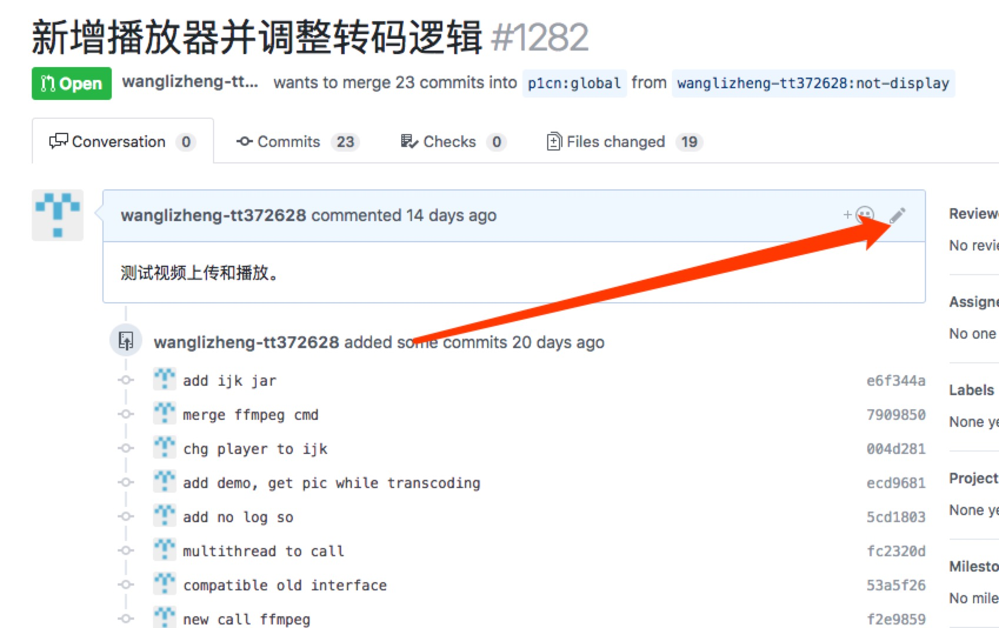 新增播放器并调整转码逻辑 #1282
Open wanglizheng-tt... wants to merge 23 commits into p1cn:global from wanglizheng-tt372628:not-display
Conversation 0 Commits 23 Checks 0 Files changed 19
wanglizheng-tt372628 commented 14 days ago
测试视频上传和播放。
wanglizheng-tt372628 added some commits 20 days ago
add ijk jar e6f344a
merge ffmpeg cmd 7909850
chg player to ijk 004d281
add demo, get pic while transcoding ecd9681
add no log so 5cd1803
multithread to call fc2320d
compatible old interface 53a5f26
new call ffmpeg f2e9859
Reviewe
No revie
Assigne
No one
Labels
None ye
Project
None ye
Milesto
No mile